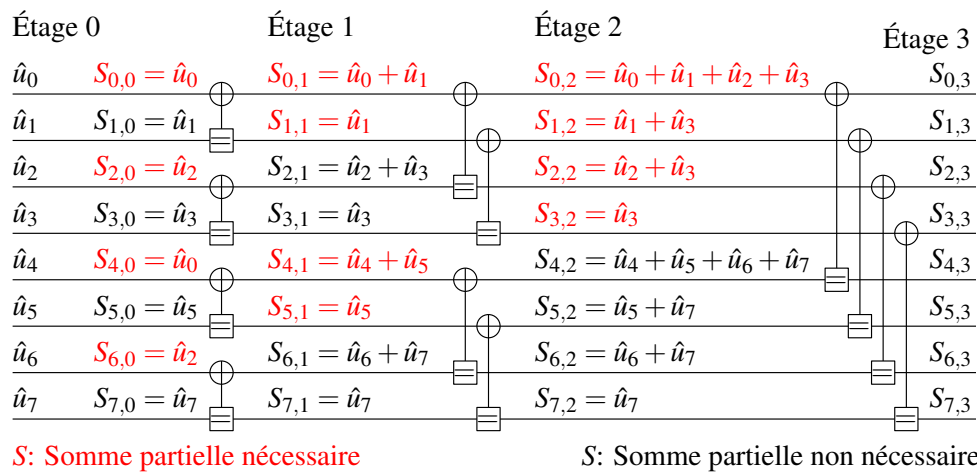 Étage 0 Étage 1 Étage 2 Étage 3
û₀ S₀,₀ = û₀ S₀,₁ = û₀ + û₁ S₀,₂ = û₀ + û₁ + û₂ + û₃ S₀,₃
û₁ S₁,₀ = û₁ S₁,₁ = û₁ S₁,₂ = û₁ + û₃ S₁,₃
û₂ S₂,₀ = û₂ S₂,₁ = û₂ + û₃ S₂,₂ = û₂ + û₃ S₂,₃
û₃ S₃,₀ = û₃ S₃,₁ = û₃ S₃,₂ = û₃ S₃,₃
û₄ S₄,₀ = û₀ S₄,₁ = û₄ + û₅ S₄,₂ = û₄ + û₅ + û₆ + û₇ S₄,₃
û₅ S₅,₀ = û₅ S₅,₁ = û₅ S₅,₂ = û₅ + û₇ S₅,₃
û₆ S₆,₀ = û₂ S₆,₁ = û₆ + û₇ S₆,₂ = û₆ + û₇ S₆,₃
û₇ S₇,₀ = û₇ S₇,₁ = û₇ S₇,₂ = û₇ S₇,₃
S: Somme partielle nécessaire S: Somme partielle non nécessaire